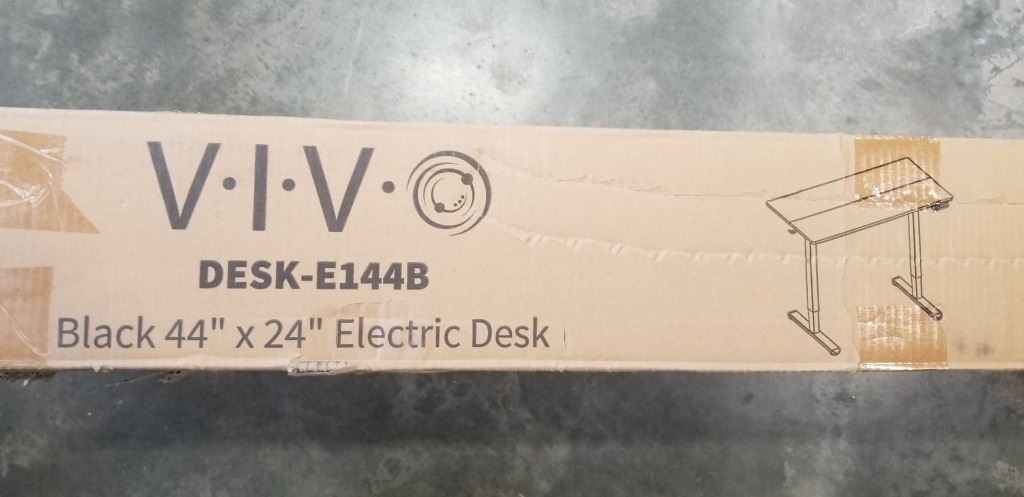 V·I·V·O
DESK-E144B
Black 44" x 24" Electric Desk